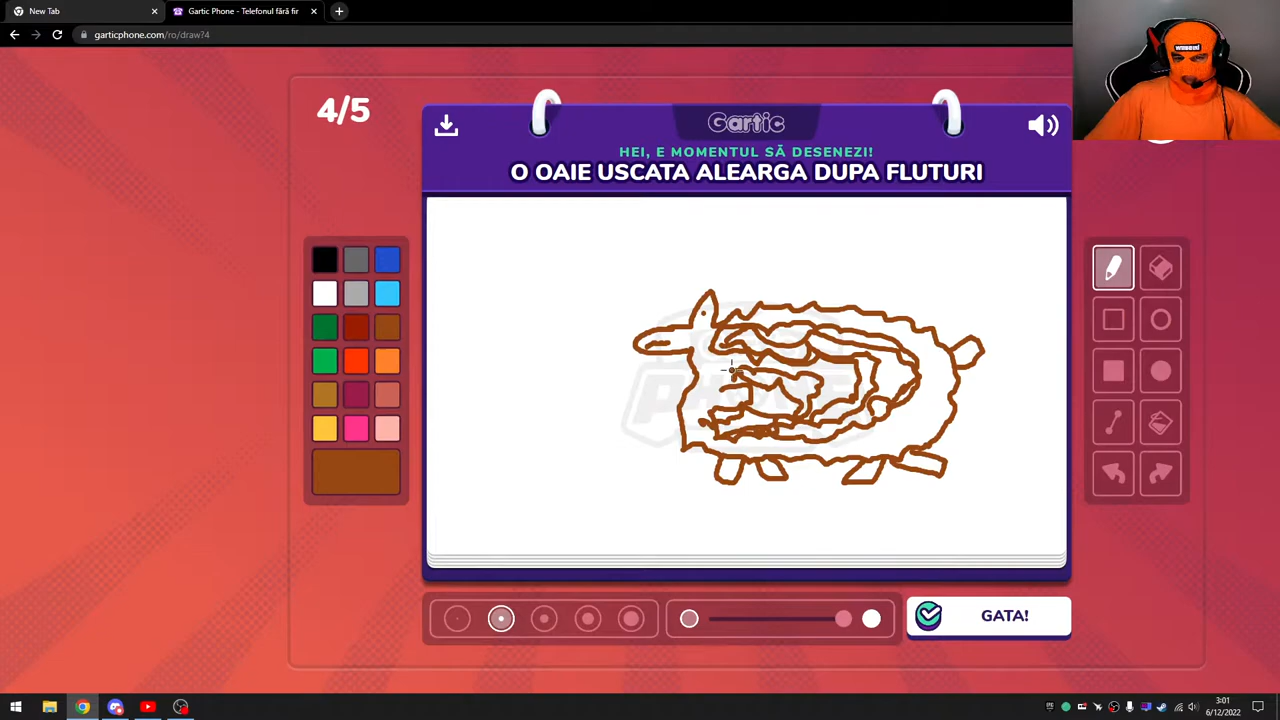 New Tab
Gartic Phone - Telefonul fără fir
garticphone.com/ro/draw?4
4/5
Gartic
HEI, E MOMENTUL SĂ DESENEZI!
O OAIE USCATA ALEARGA DUPA FLUTURI
PHONE
GATA!
3:01
6/12/2022